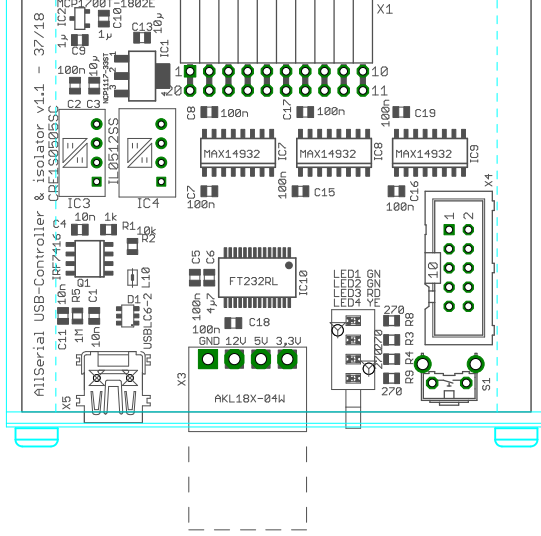 MCP1700T-1802E
IC2
1µ
C10
1µ
C9
C13
10µ
IC1
NCP1117-33ST
X1
1
10
20
11
100n
10µ
C2
C3
C8
100n
C17
100n
100n
C19
CRE1S0505SC
IC3
IL0512SS
IC4
MAX14932
IC7
MAX14932
IC8
MAX14932
IC9
C7
100n
100n
C15
C16
100n
X4
1
2
10
AllSerial USB-Controller & isolator v1.1 - 37/18
C4
10n
1k
R1
10k
R2
IRF7416
Q1
L10
C5
C6
100n
4µ7
FT232RL
IC10
LED1 GN
LED2 GN
LED3 RD
LED4 YE
10n
R5
C1
C11
1M
10n
D1
USBLC6-2
100n
C18
GND 12V 5V 3,3V
X3
AKL18X-04W
270
R8
R3
270
R4
270
R9
270
S1
X5